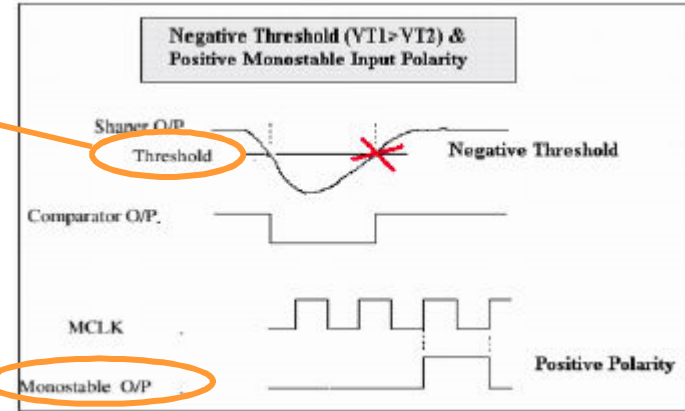 Negative Threshold (VT1>VT2) &
Positive Monostable Input Polarity
Shaper O/P
Threshold
Negative Threshold
Comparator O/P.
MCLK
Positive Polarity
Monostable O/P